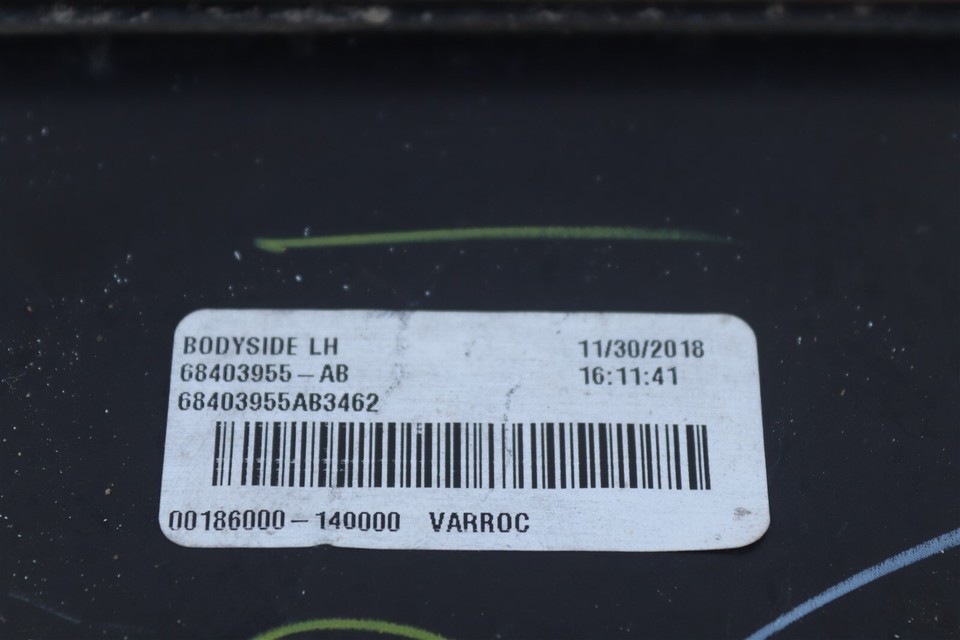 BODYSIDE LH 11/30/2018
68403955-AB 16:11:41
68403955AB3462
00186000-140000 VARROC